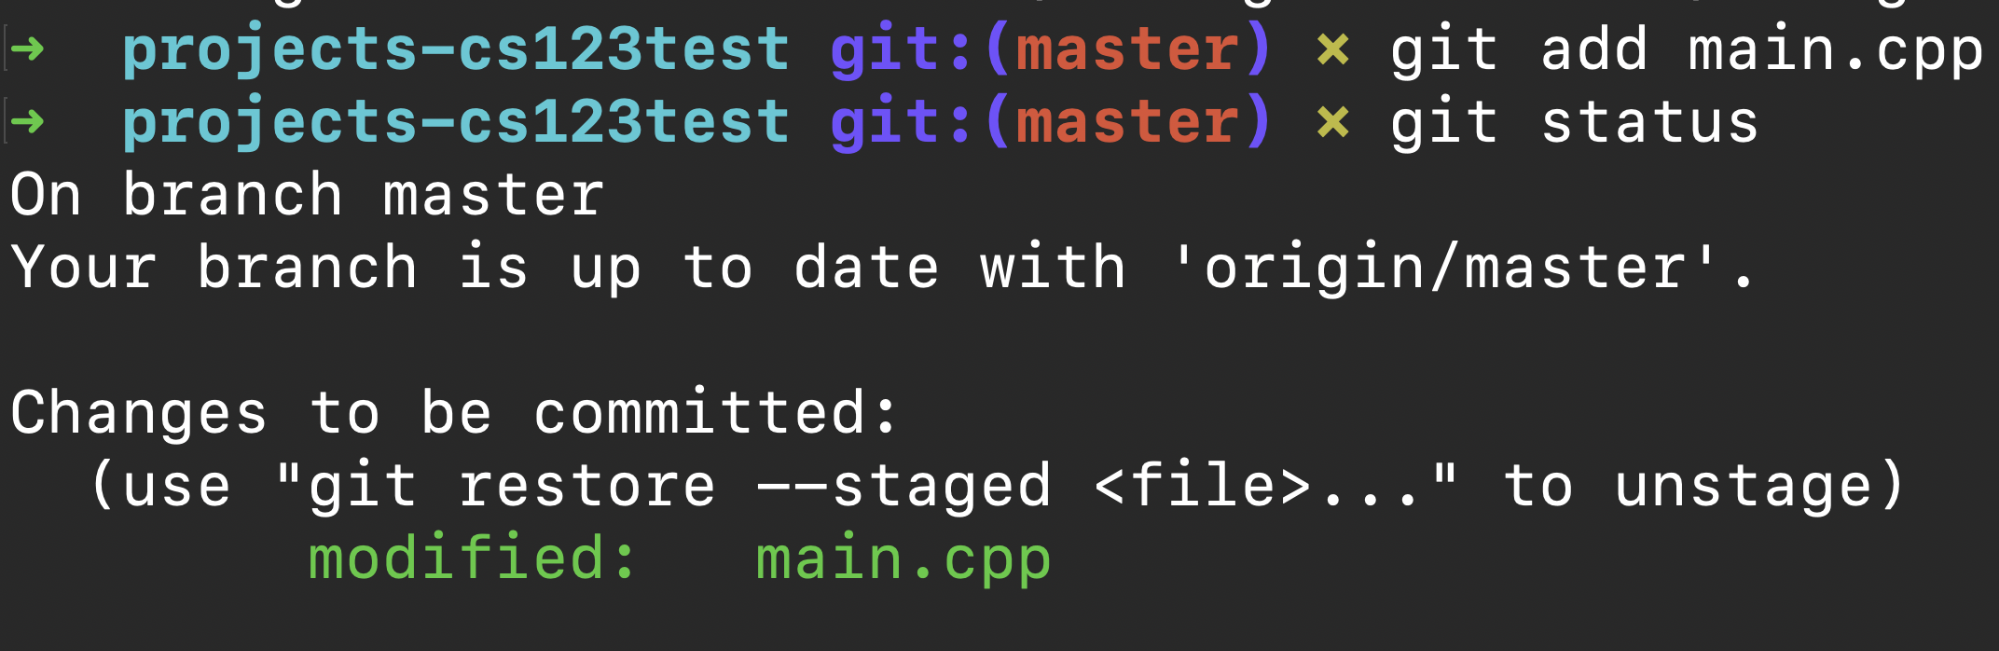 ➜  projects-cs123test git:(master) ✗ git add main.cpp
➜  projects-cs123test git:(master) ✗ git status
On branch master
Your branch is up to date with 'origin/master'.
Changes to be committed:
  (use "git restore --staged <file>..." to unstage)
        modified:   main.cpp